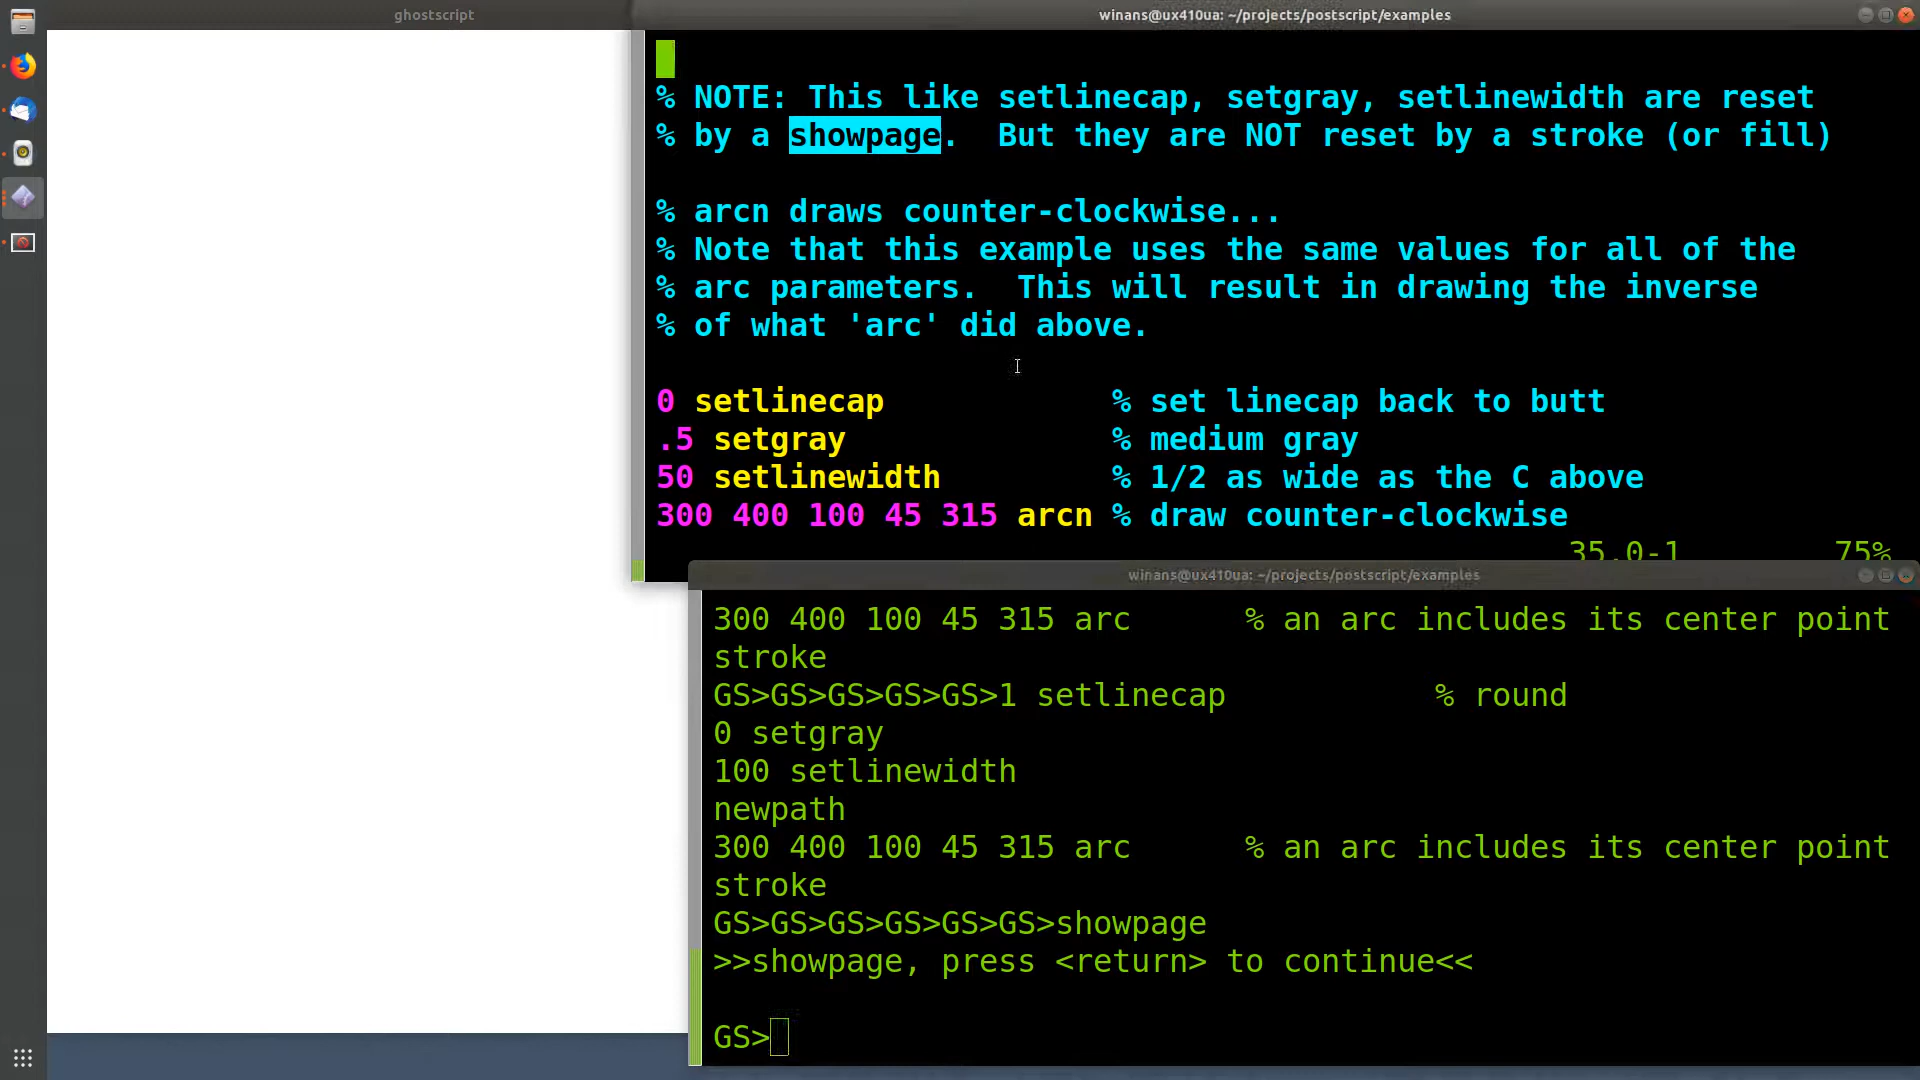 ghostscript
winans@ux410ua: ~/projects/postscript/examples
% NOTE: This like setlinecap, setgray, setlinewidth are reset
% by a showpage.  But they are NOT reset by a stroke (or fill)
% arcn draws counter-clockwise...
% Note that this example uses the same values for all of the
% arc parameters.  This will result in drawing the inverse
% of what 'arc' did above.
0 setlinecap            % set linecap back to butt
.5 setgray              % medium gray
50 setlinewidth         % 1/2 as wide as the C above
300 400 100 45 315 arcn % draw counter-clockwise
35,0-1        75%
winans@ux410ua: ~/projects/postscript/examples
300 400 100 45 315 arc      % an arc includes its center point
stroke
GS>GS>GS>GS>GS>1 setlinecap           % round
0 setgray
100 setlinewidth
newpath
300 400 100 45 315 arc      % an arc includes its center point
stroke
GS>GS>GS>GS>GS>GS>showpage
>>showpage, press <return> to continue<<
GS>